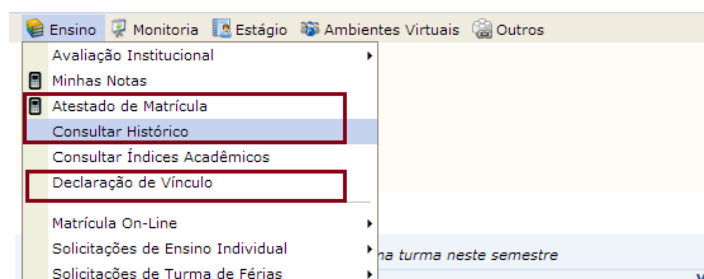 Ensino Monitoria Estágio Ambientes Virtuais Outros
Avaliação Institucional
Minhas Notas
Atestado de Matrícula
Consultar Histórico
Consultar Índices Acadêmicos
Declaração de Vínculo
Matrícula On-Line
Solicitações de Ensino Individual
na turma neste semestre
Solicitações de Turma de Férias